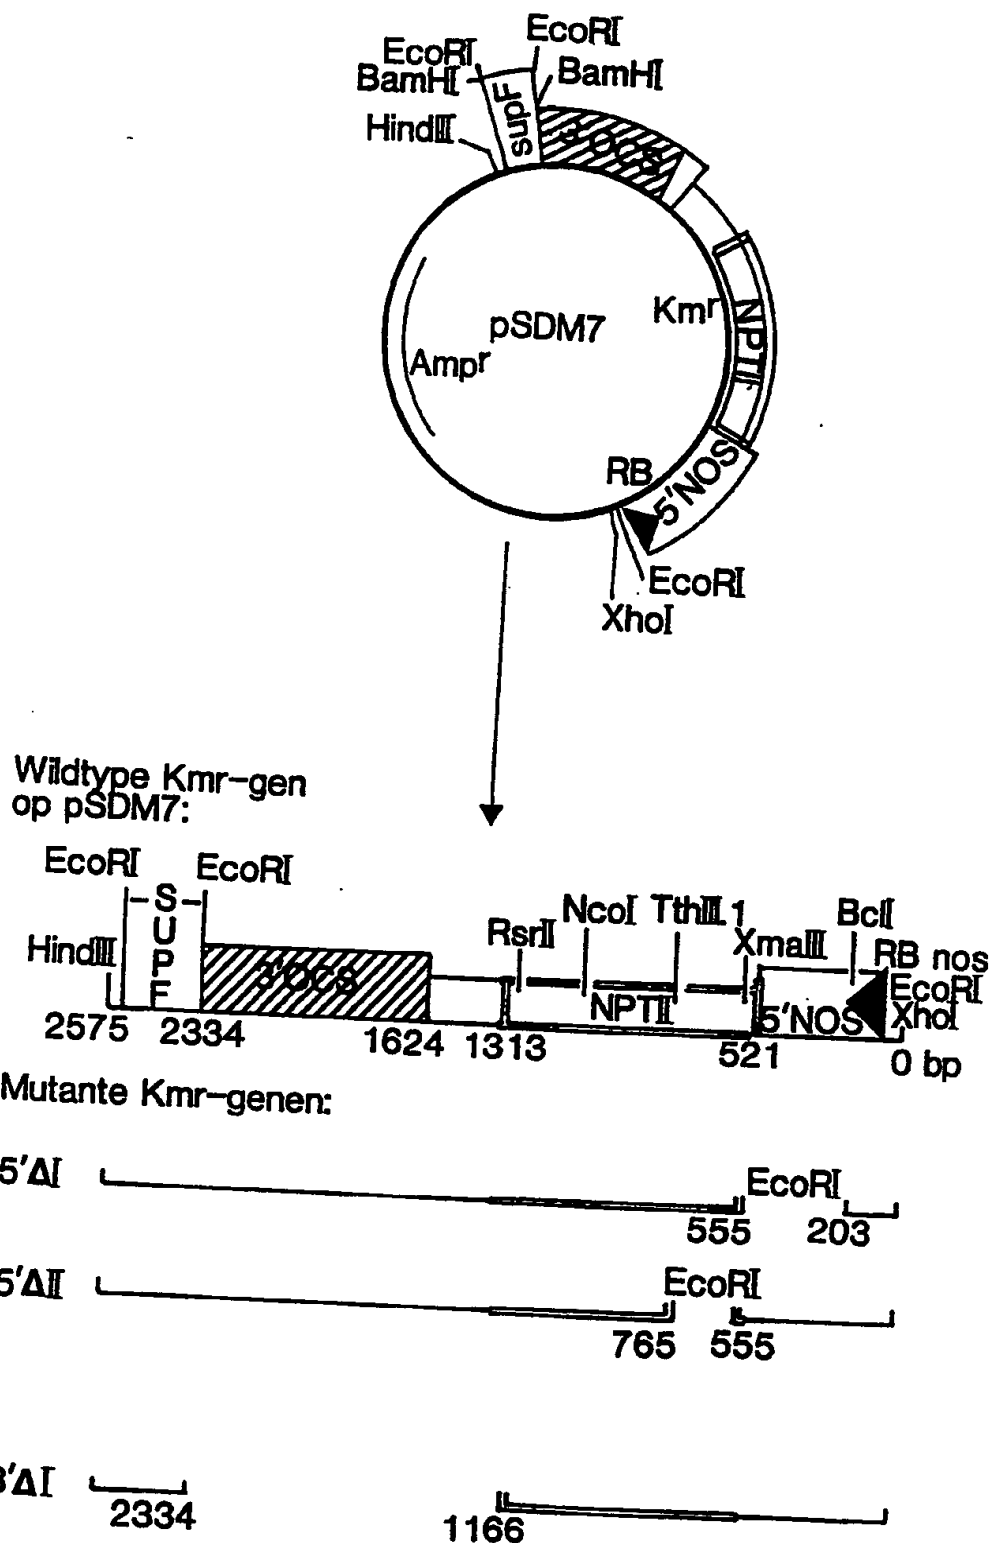 EcoRI
EcoRI
BamHI
BamHI
HindIII
supF
3'OCS
Kmr
NPTII
pSDM7
Ampr
RB
5'NOS
EcoRI
XhoI
Wildtype Kmr-gen
op pSDM7:
EcoRI
EcoRI
SUPF
HindIII
3'OCS
RsrII
NcoI
TthIII.1
XmaIII
BclI
RB nos
EcoRI
XhoI
NPTII
5'NOS
2575
2334
1624
1313
521
0 bp
Mutante Kmr-genen:
5'ΔI
EcoRI
555
203
5'ΔII
EcoRI
765
555
3'ΔI
2334
1166